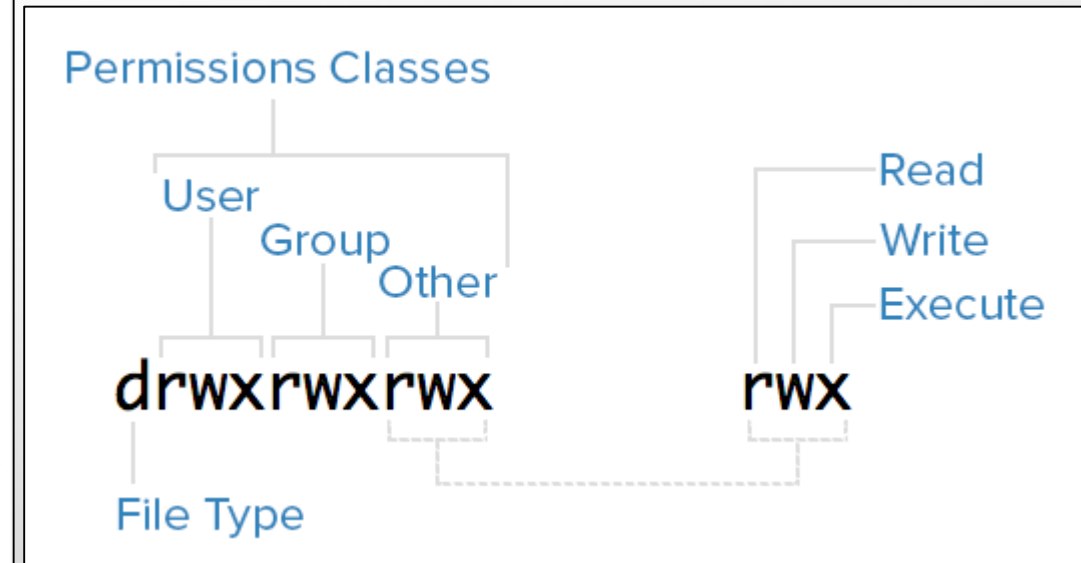 Permissions Classes
User
Group
Other
drwxrwxrwx
File Type
Read
Write
Execute
rwx